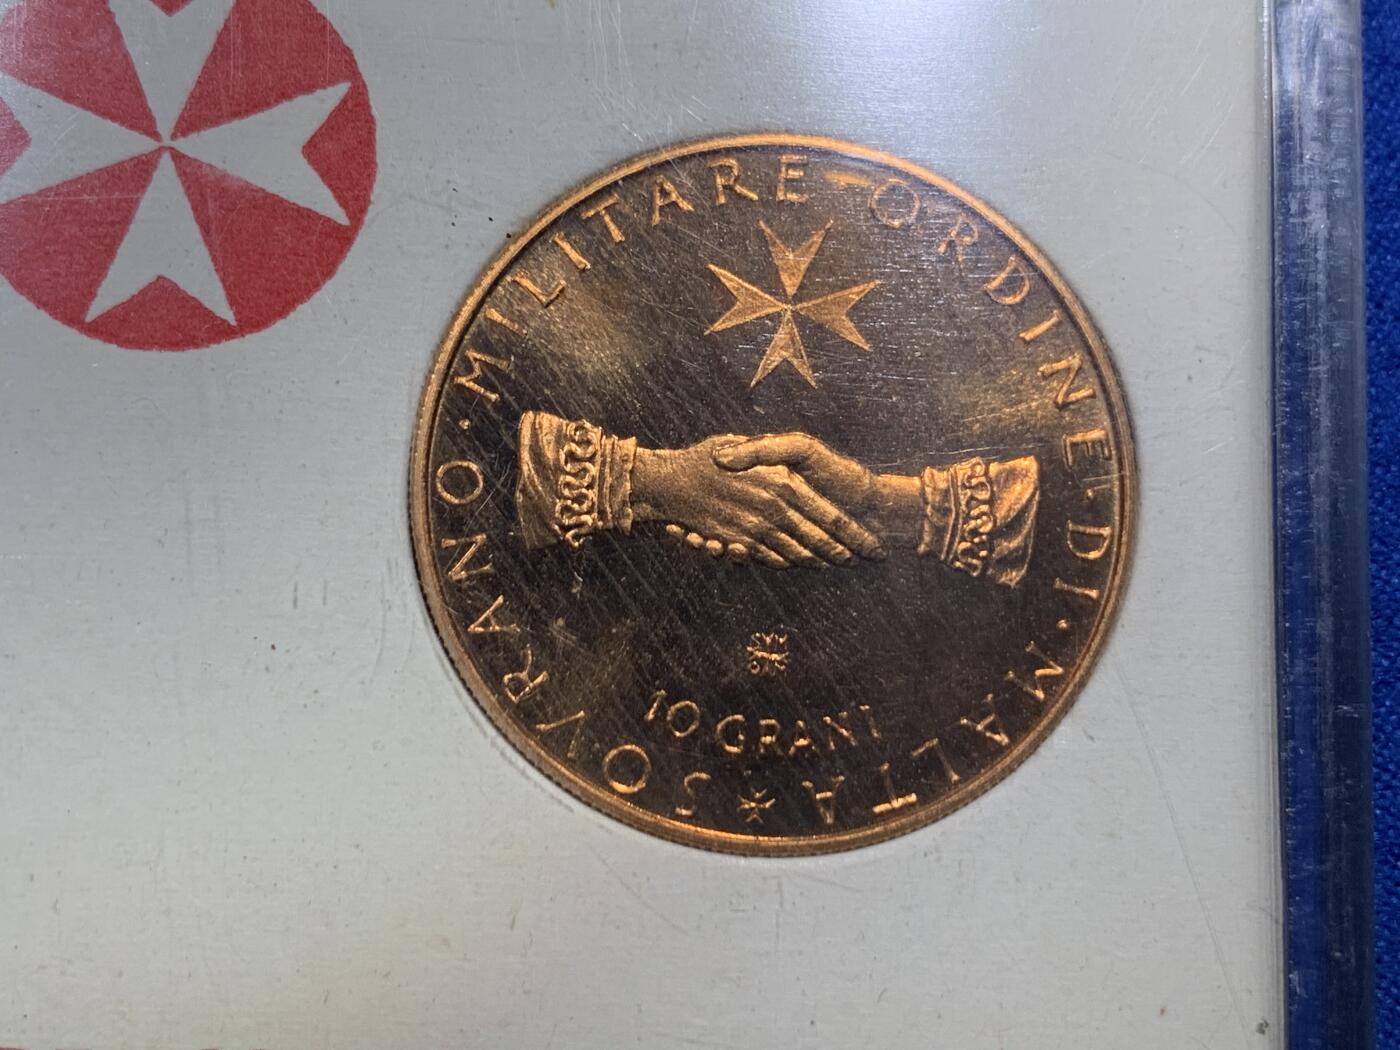 SOVRANO · MILITARE · ORDINE · DI · MALTA
10 GRANI